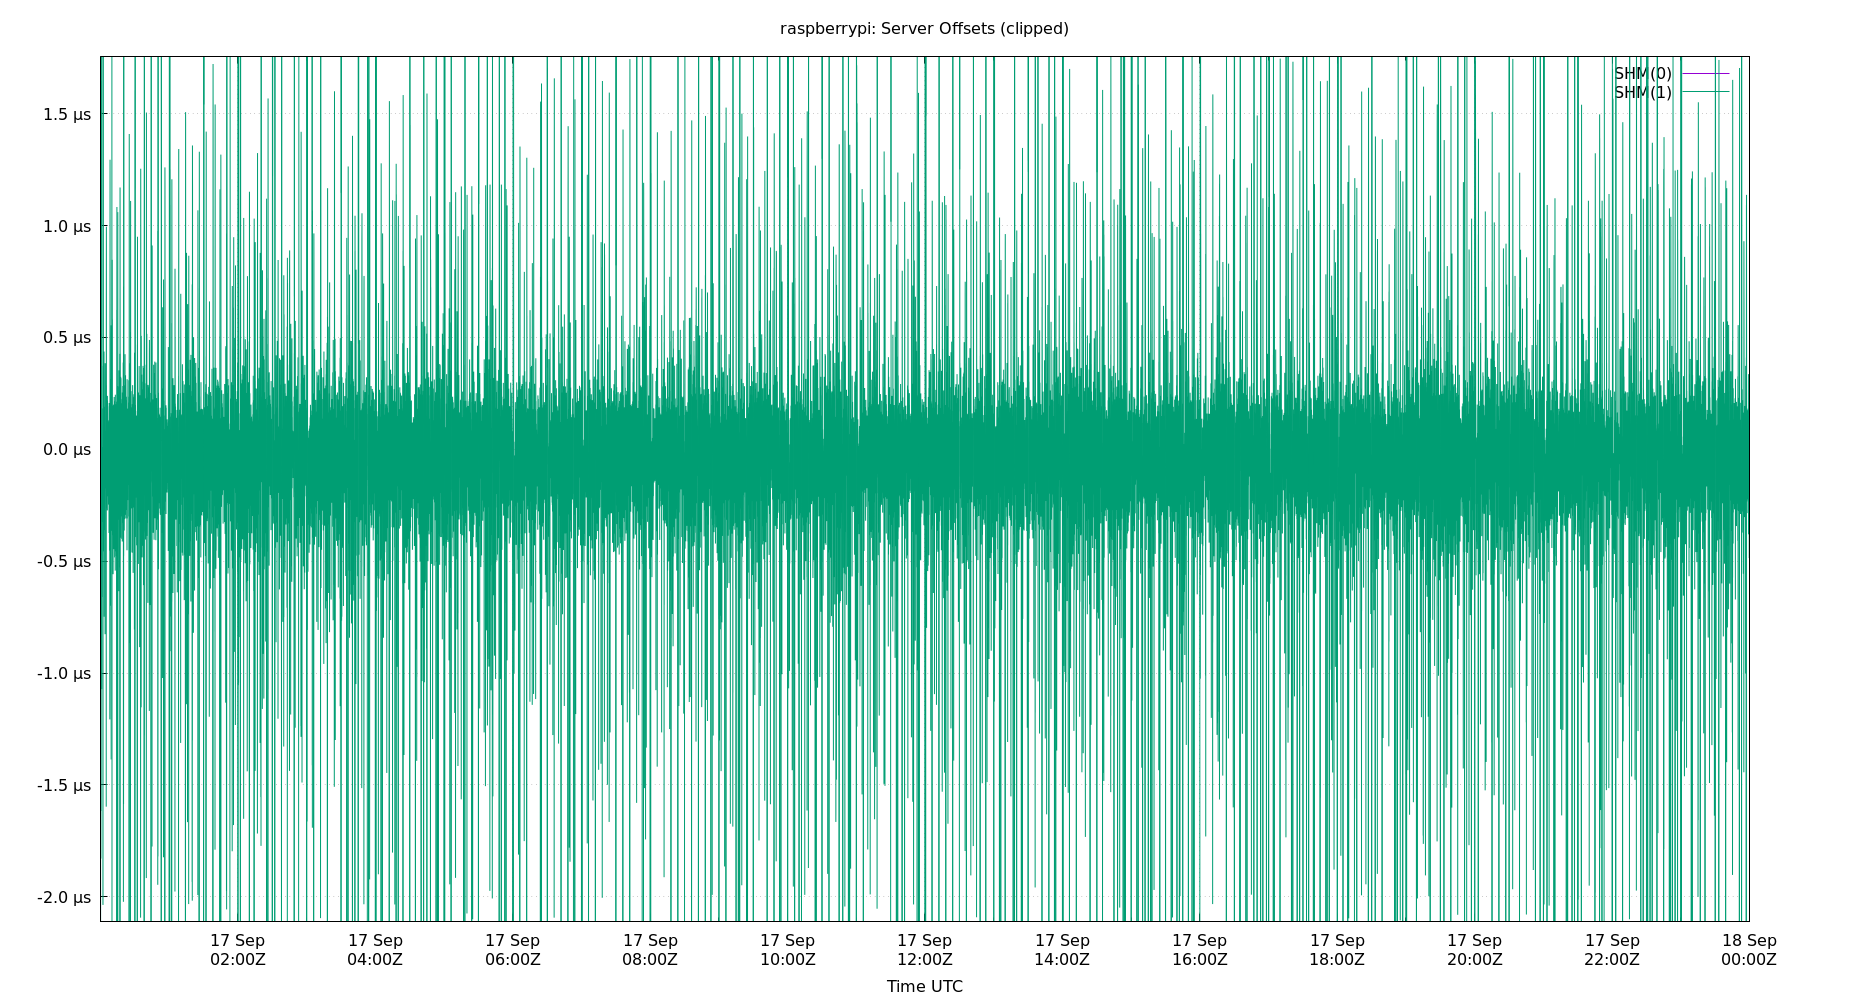 raspberrypi: Server Offsets (clipped)
SHM(0)
SHM(1)
1.5 µs
1.0 µs
0.5 µs
0.0 µs
-0.5 µs
-1.0 µs
-1.5 µs
-2.0 µs
17 Sep 17 Sep 17 Sep 17 Sep 17 Sep 17 Sep 17 Sep 17 Sep 17 Sep 17 Sep 17 Sep 18 Sep
02:00Z 04:00Z 06:00Z 08:00Z 10:00Z 12:00Z 14:00Z 16:00Z 18:00Z 20:00Z 22:00Z 00:00Z
Time UTC